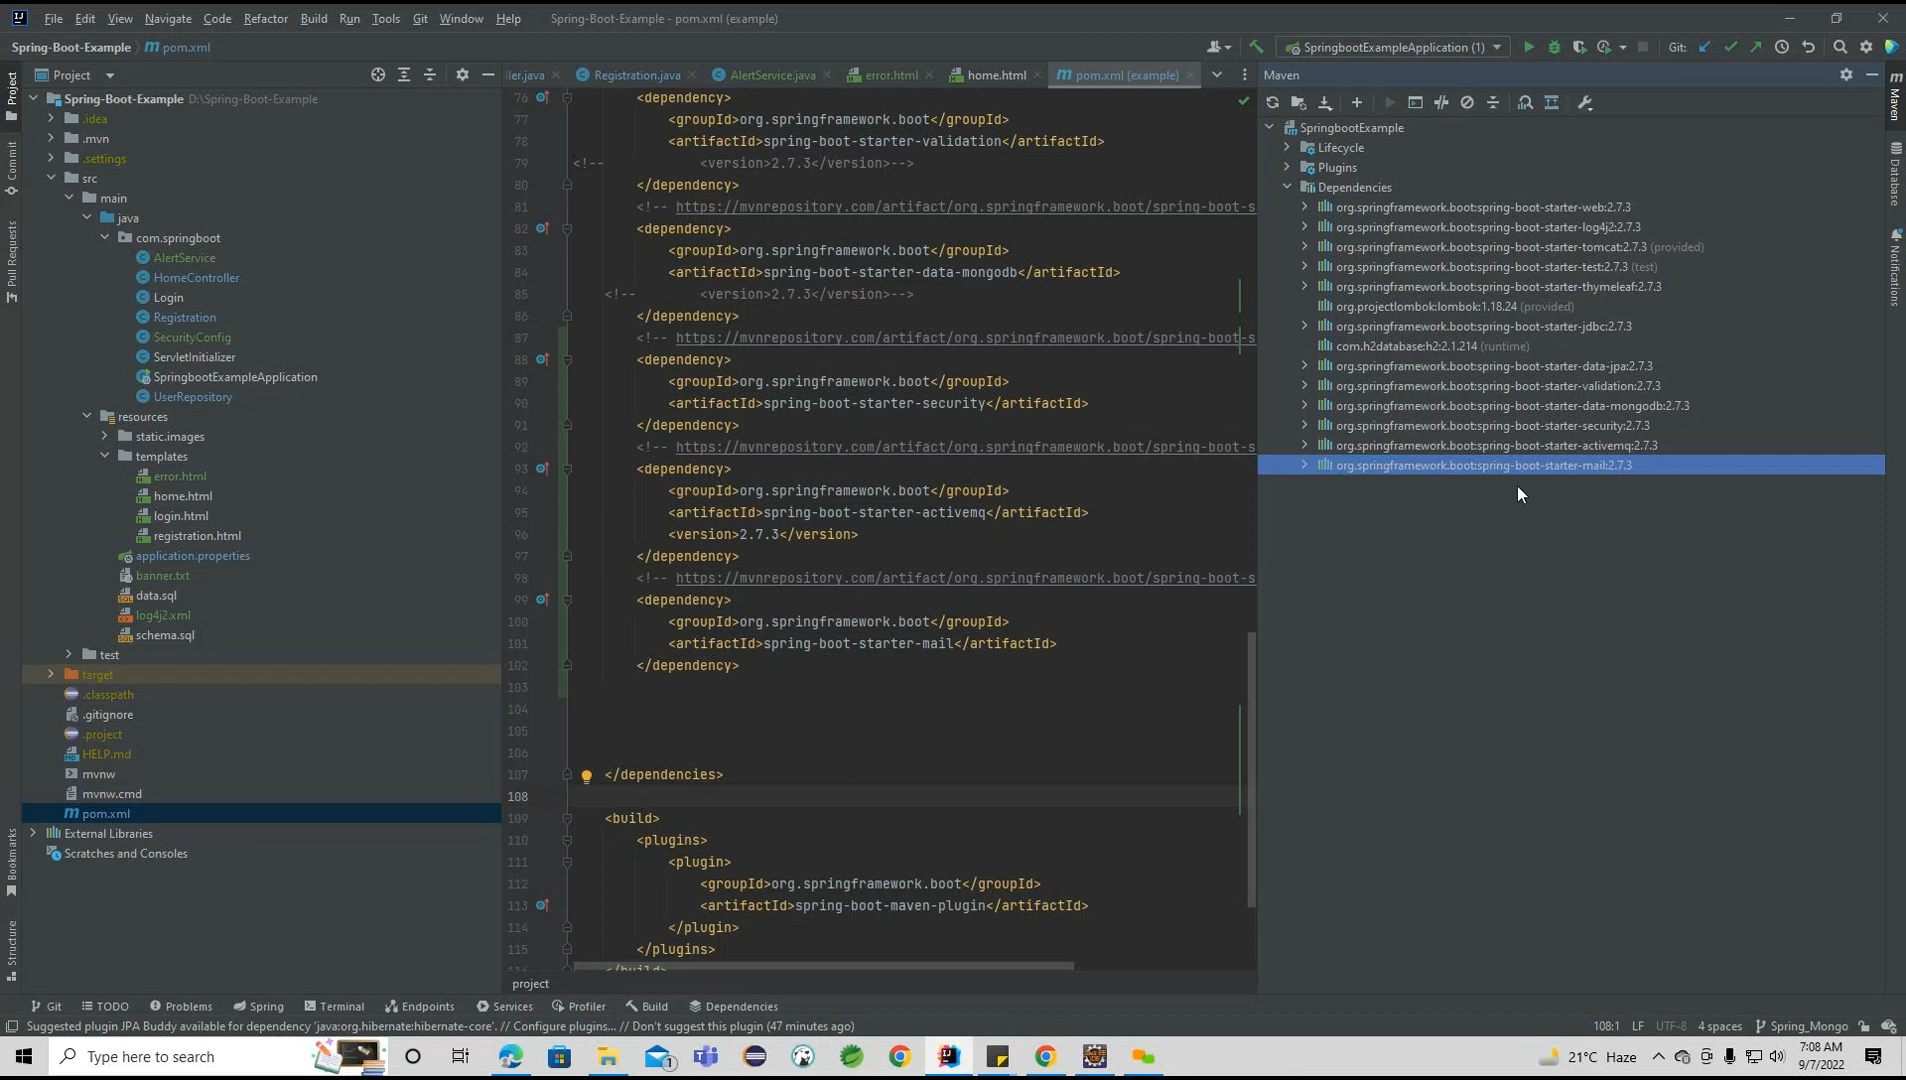 File Edit View Navigate Code Refactor Build Run Tools Git Window Help Spring-Boot-Example - pom.xml (example)
Spring-Boot-Example pom.xml SpringbootExampleApplication (1) Git:
Project
ler.java Registration.java AlertService.java error.html home.html pom.xml (example)
Maven
Project
Commit
Pull Requests
Bookmarks
Structure
Spring-Boot-Example D:\Spring-Boot-Example
.idea
.mvn
.settings
src
main
java
com.springboot
AlertService
HomeController
Login
Registration
SecurityConfig
ServletInitializer
SpringbootExampleApplication
UserRepository
resources
static.images
templates
error.html
home.html
login.html
registration.html
application.properties
banner.txt
data.sql
log4j2.xml
schema.sql
test
target
.classpath
.gitignore
.project
HELP.md
mvnw
mvnw.cmd
pom.xml
External Libraries
Scratches and Consoles
76 <dependency>
77 <groupId>org.springframework.boot</groupId>
78 <artifactId>spring-boot-starter-validation</artifactId>
79 <!-- <version>2.7.3</version>-->
80 </dependency>
81 <!-- https://mvnrepository.com/artifact/org.springframework.boot/spring-boot-s
82 <dependency>
83 <groupId>org.springframework.boot</groupId>
84 <artifactId>spring-boot-starter-data-mongodb</artifactId>
85 <!-- <version>2.7.3</version>-->
86 </dependency>
87 <!-- https://mvnrepository.com/artifact/org.springframework.boot/spring-boot-s
88 <dependency>
89 <groupId>org.springframework.boot</groupId>
90 <artifactId>spring-boot-starter-security</artifactId>
91 </dependency>
92 <!-- https://mvnrepository.com/artifact/org.springframework.boot/spring-boot-s
93 <dependency>
94 <groupId>org.springframework.boot</groupId>
95 <artifactId>spring-boot-starter-activemq</artifactId>
96 <version>2.7.3</version>
97 </dependency>
98 <!-- https://mvnrepository.com/artifact/org.springframework.boot/spring-boot-s
99 <dependency>
100 <groupId>org.springframework.boot</groupId>
101 <artifactId>spring-boot-starter-mail</artifactId>
102 </dependency>
103
104
105
106
107 </dependencies>
108
109 <build>
110 <plugins>
111 <plugin>
112 <groupId>org.springframework.boot</groupId>
113 <artifactId>spring-boot-maven-plugin</artifactId>
114 </plugin>
115 </plugins>
116 </build>
project
SpringbootExample
Lifecycle
Plugins
Dependencies
org.springframework.boot:spring-boot-starter-web:2.7.3
org.springframework.boot:spring-boot-starter-log4j2:2.7.3
org.springframework.boot:spring-boot-starter-tomcat:2.7.3 (provided)
org.springframework.boot:spring-boot-starter-test:2.7.3 (test)
org.springframework.boot:spring-boot-starter-thymeleaf:2.7.3
org.projectlombok:lombok:1.18.24 (provided)
org.springframework.boot:spring-boot-starter-jdbc:2.7.3
com.h2database:h2:2.1.214 (runtime)
org.springframework.boot:spring-boot-starter-data-jpa:2.7.3
org.springframework.boot:spring-boot-starter-validation:2.7.3
org.springframework.boot:spring-boot-starter-data-mongodb:2.7.3
org.springframework.boot:spring-boot-starter-security:2.7.3
org.springframework.boot:spring-boot-starter-activemq:2.7.3
org.springframework.boot:spring-boot-starter-mail:2.7.3
Maven
Database
Notifications
Git TODO Problems Spring Terminal Endpoints Services Profiler Build Dependencies
Suggested plugin JPA Buddy available for dependency 'java:org.hibernate:hibernate-core'. // Configure plugins... // Don't suggest this plugin (47 minutes ago) 108:1 LF UTF-8 4 spaces Spring_Mongo
Type here to search 1 21°C Haze 7:08 AM
9/7/2022